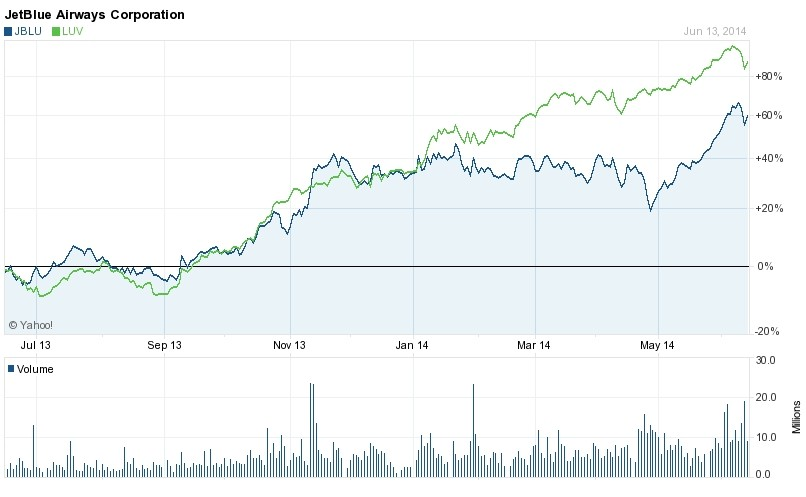 JetBlue Airways Corporation
JBLU LUV Jun 13, 2014
+80%
+60%
+40%
+20%
0%
-20%
© Yahoo!
Jul 13 Sep 13 Nov 13 Jan 14 Mar 14 May 14
Volume
30.0
20.0
10.0
0.0
Millions